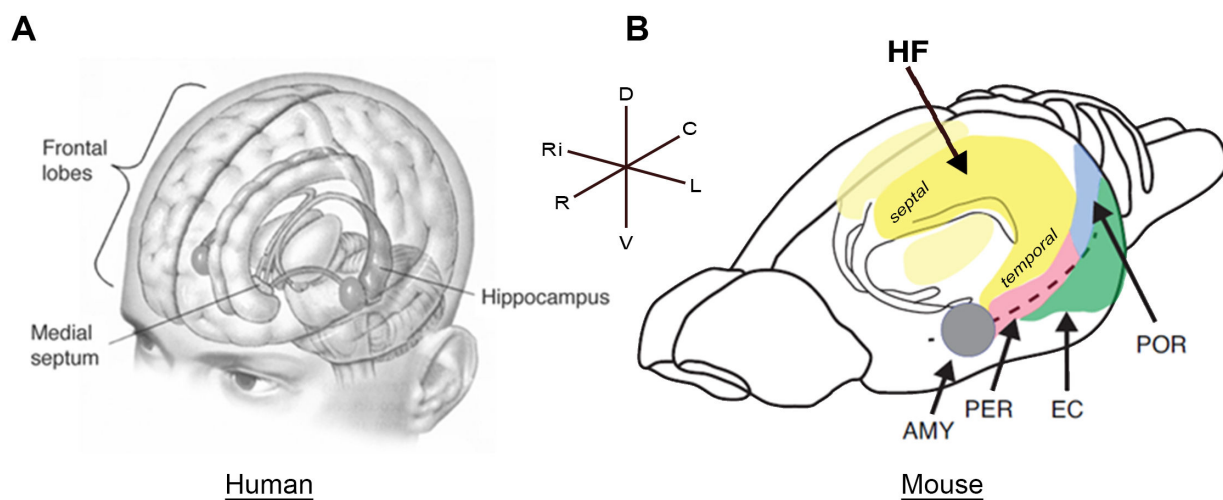 A
Frontal
lobes
Medial
septum
Hippocampus
Human
B
HF
D
C
Ri
L
R
V
septal
temporal
POR
PER
EC
AMY
Mouse